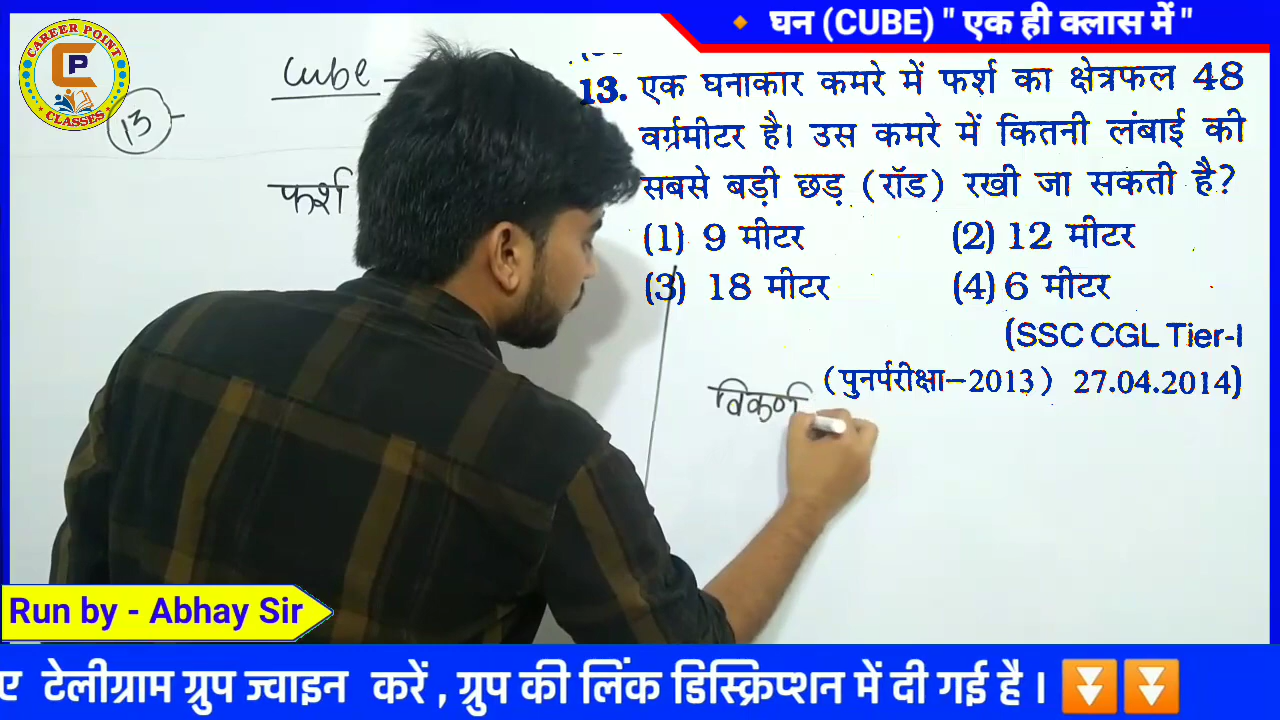 🔸 घन (CUBE) " एक ही क्लास में "
CAREER POINT
CP
CLASSES
Cube -
13
फर्श
13. एक घनाकार कमरे में फर्श का क्षेत्रफल 48
वर्गमीटर है। उस कमरे में कितनी लंबाई की
सबसे बड़ी छड़ (रॉड) रखी जा सकती है?
(1) 9 मीटर (2) 12 मीटर
(3) 18 मीटर (4) 6 मीटर
(SSC CGL Tier-I
(पुनर्परीक्षा-2013) 27.04.2014)
विकर्ण
Run by - Abhay Sir
ए टेलीग्राम ग्रुप ज्वाइन करें , ग्रुप की लिंक डिस्क्रिप्शन में दी गई है । ⏬ ⏬